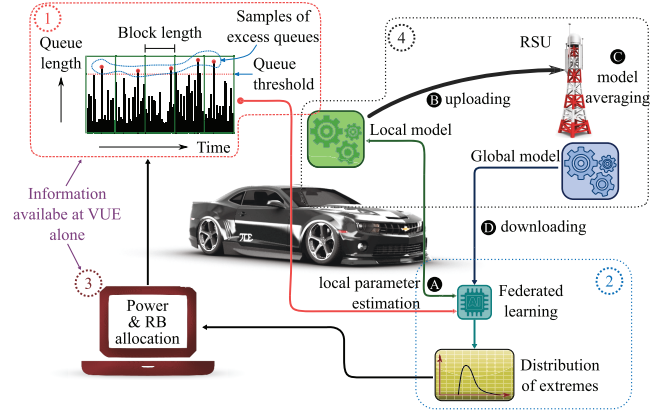 1
Samples of
excess queues
Block length
Queue
length
Queue
threshold
Time
4
RSU
C
model
averaging
B uploading
Local model
Global model
D downloading
Information
availabe at VUE
alone
3
Power
& RB
allocation
local parameter
estimation
A
2
Federated
learning
Distribution
of extremes